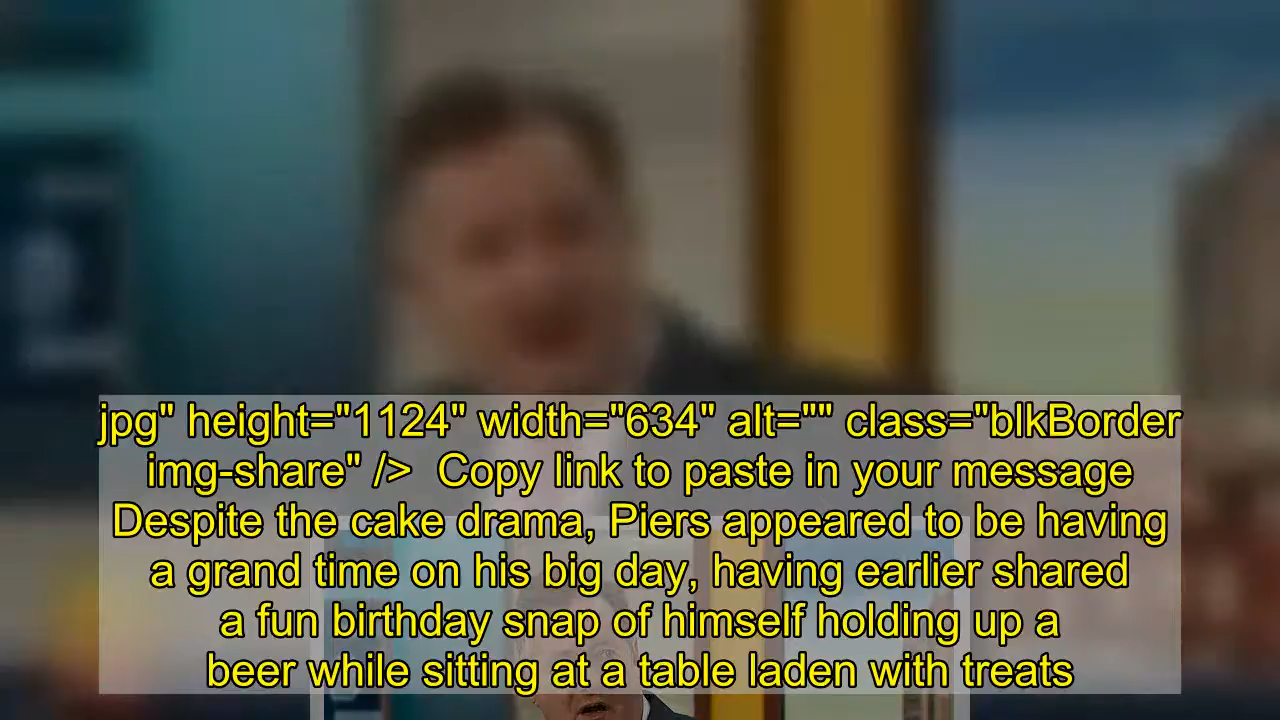 jpg" height="1124" width="634" alt="" class="blkBorder
img-share" />  Copy link to paste in your message
Despite the cake drama, Piers appeared to be having
a grand time on his big day, having earlier shared
a fun birthday snap of himself holding up a
beer while sitting at a table laden with treats